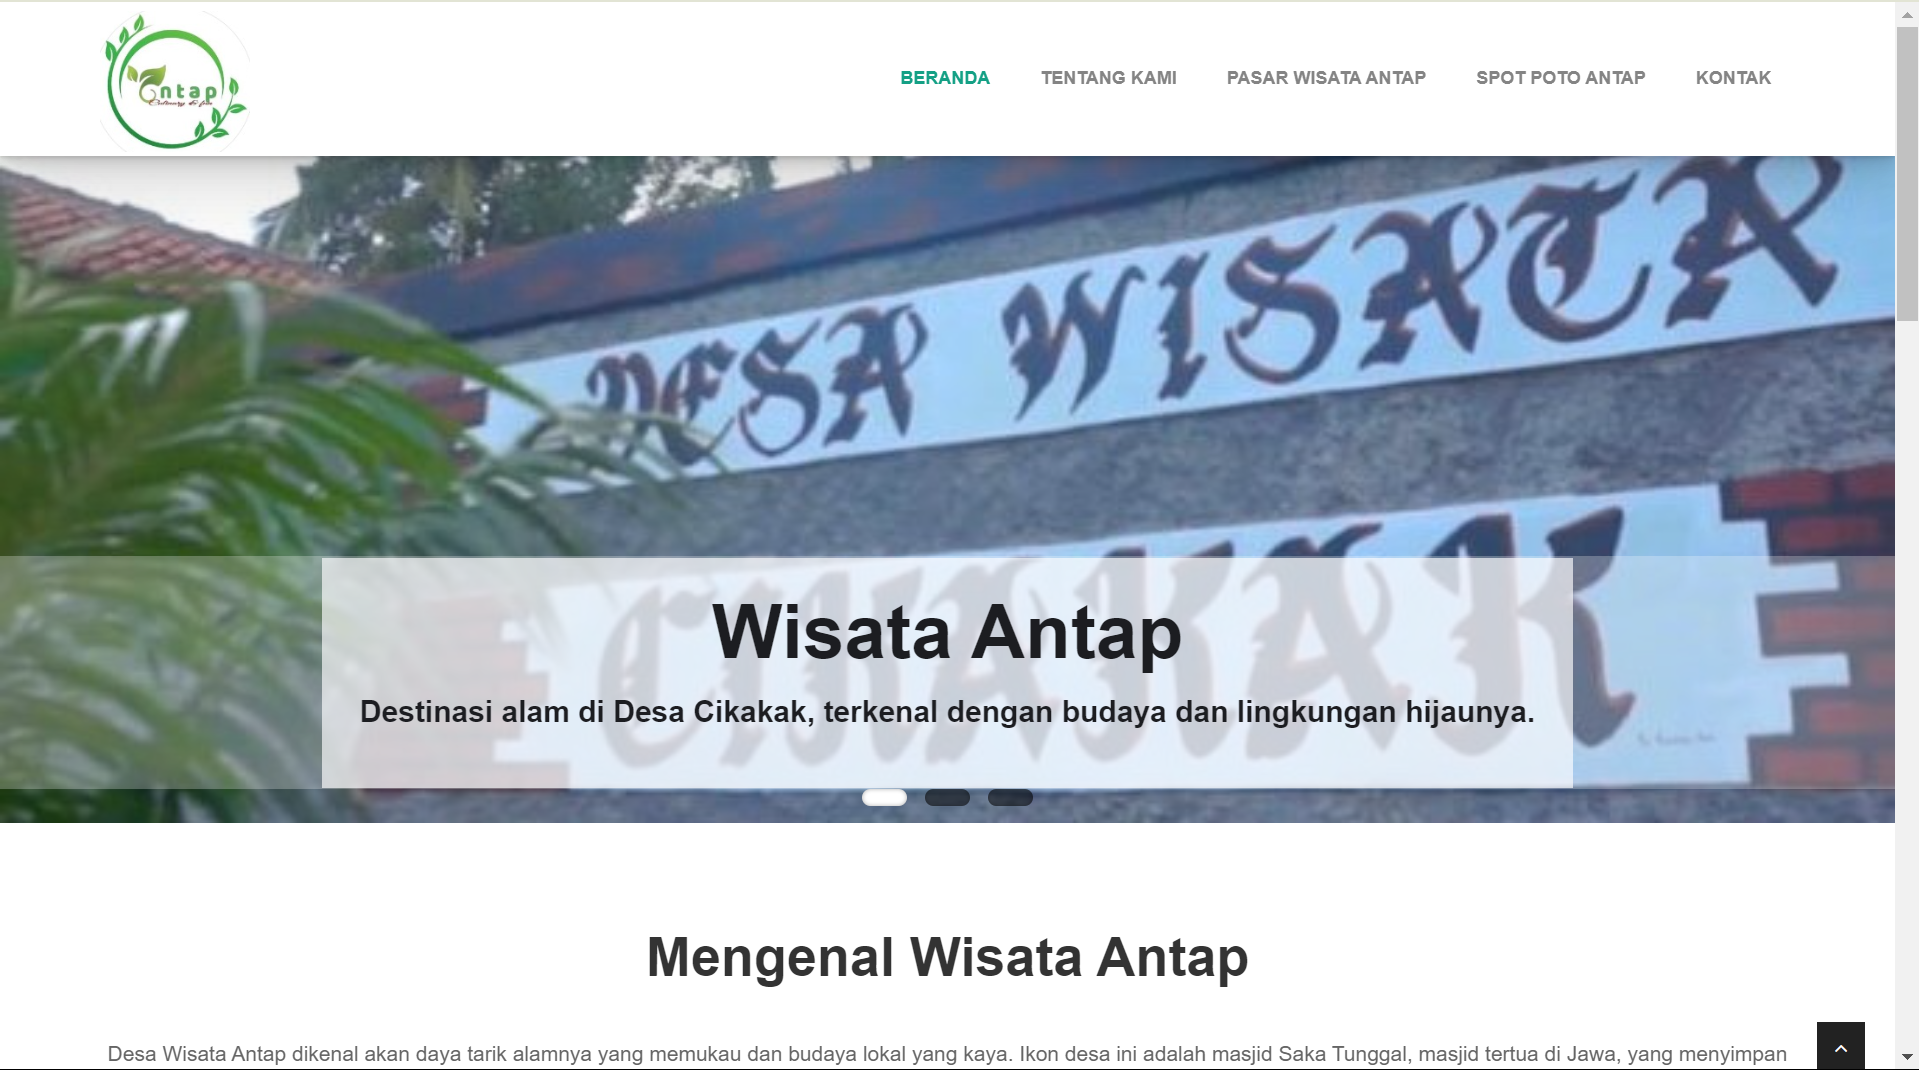 antap
BERANDA
TENTANG KAMI
PASAR WISATA ANTAP
SPOT POTO ANTAP
KONTAK
DESA WISATA
CIKAKAK
Wisata Antap
Destinasi alam di Desa Cikakak, terkenal dengan budaya dan lingkungan hijaunya.
Mengenal Wisata Antap
Desa Wisata Antap dikenal akan daya tarik alamnya yang memukau dan budaya lokal yang kaya. Ikon desa ini adalah masjid Saka Tunggal, masjid tertua di Jawa, yang menyimpan